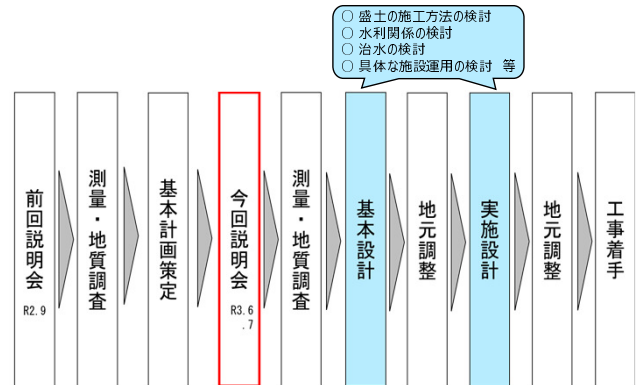 ○ 盛土の施工方法の検討
○ 水利関係の検討
○ 治水の検討
○ 具体な施設運用の検討 等
前回説明会
R2.9
測量・地質調査
基本計画策定
今回説明会
R3.6
.7
測量・地質調査
基本設計
地元調整
実施設計
地元調整
工事着手